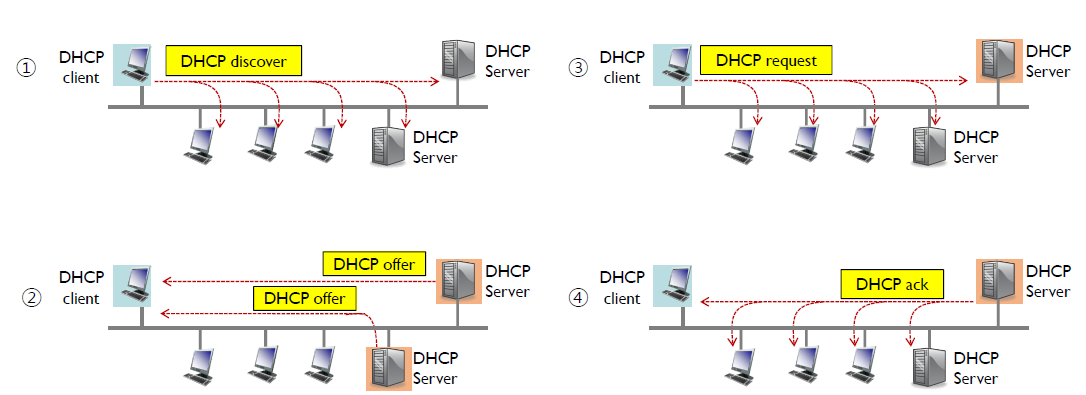 ①
DHCP
client
DHCP discover
DHCP
Server
DHCP
Server
②
DHCP
client
DHCP offer
DHCP offer
DHCP
Server
DHCP
Server
③
DHCP
client
DHCP request
DHCP
Server
DHCP
Server
④
DHCP
client
DHCP ack
DHCP
Server
DHCP
Server